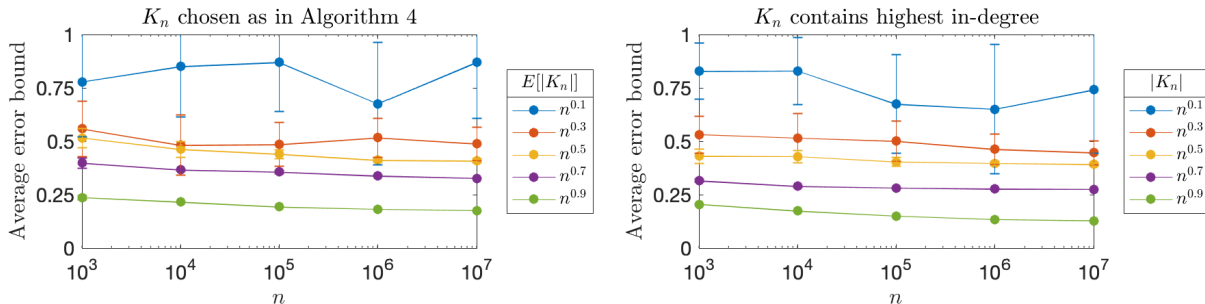 K_n chosen as in Algorithm 4
Average error bound
1
0.75
0.5
0.25
0
10^3
10^4
10^5
10^6
10^7
n
E[|K_n|]
n^0.1
n^0.3
n^0.5
n^0.7
n^0.9
K_n contains highest in-degree
Average error bound
1
0.75
0.5
0.25
0
10^3
10^4
10^5
10^6
10^7
n
|K_n|
n^0.1
n^0.3
n^0.5
n^0.7
n^0.9